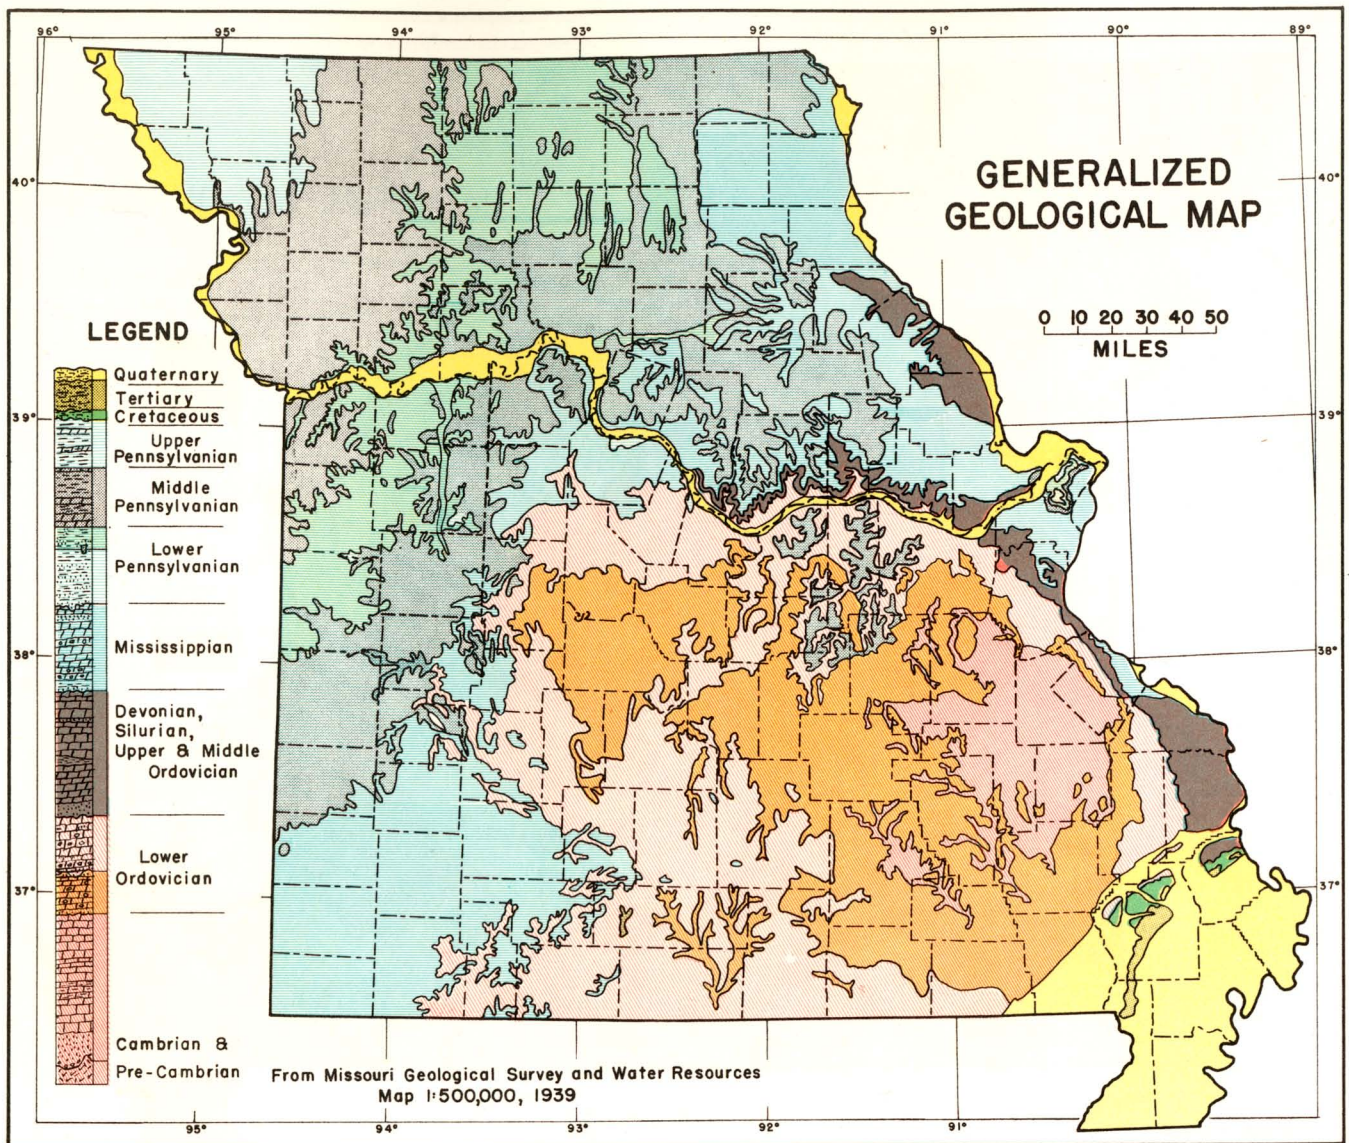 96° 95° 94° 93° 92° 91° 90° 89°
GENERALIZED
GEOLOGICAL MAP
40° 40°
0 10 20 30 40 50
MILES
LEGEND
Quaternary
Tertiary
Cretaceous
Upper
Pennsylvanian
Middle
Pennsylvanian
Lower
Pennsylvanian
Mississippian
Devonian,
Silurian,
Upper & Middle
Ordovician
Lower
Ordovician
Cambrian &
Pre-Cambrian
39° 39°
38° 38°
37° 37°
From Missouri Geological Survey and Water Resources
Map 1:500,000, 1939
95° 94° 93° 92° 91°